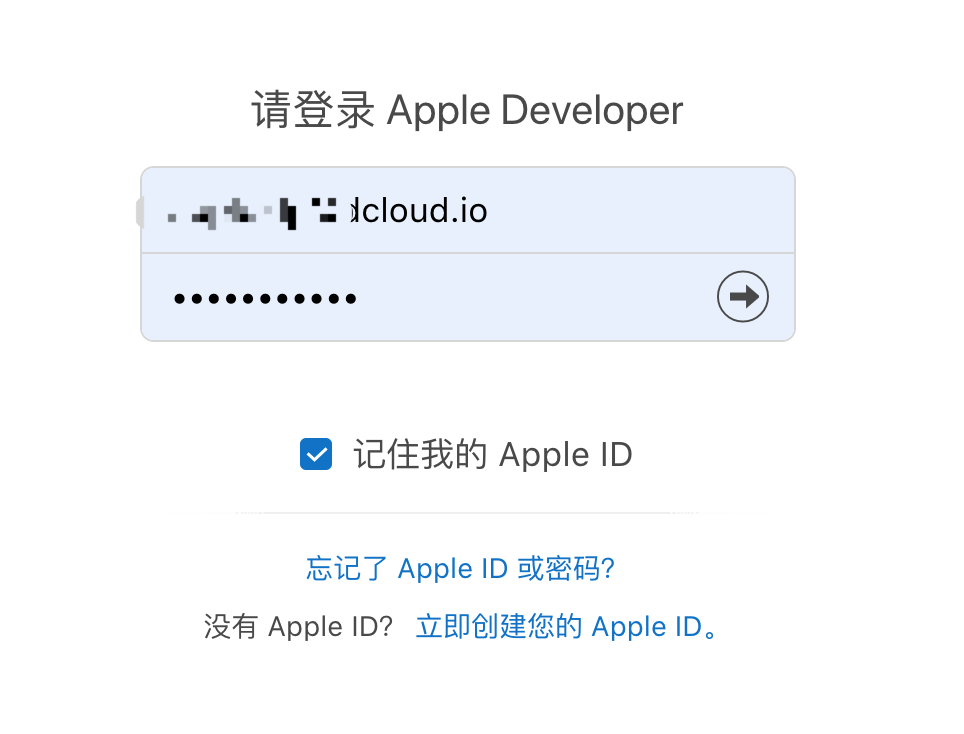 请登录 Apple Developer
dcloud.io
•••••••••••
记住我的 Apple ID
忘记了 Apple ID 或密码?
没有 Apple ID? 立即创建您的 Apple ID。